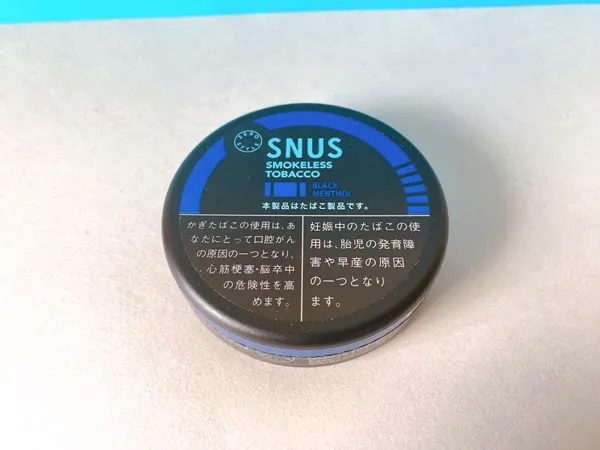 ZERO
STYLE
SNUS
SMOKELESS
TOBACCO
BLACK
MENTHOL
本製品はたばこ製品です。
かぎたばこの使用は、あ
なたにとって口腔がん
の原因の一つとなり、
心筋梗塞・脳卒中
の危険性を高
めます。
妊娠中のたばこの使
用は、胎児の発育障
害や早産の原因
の一つとなり
ます。